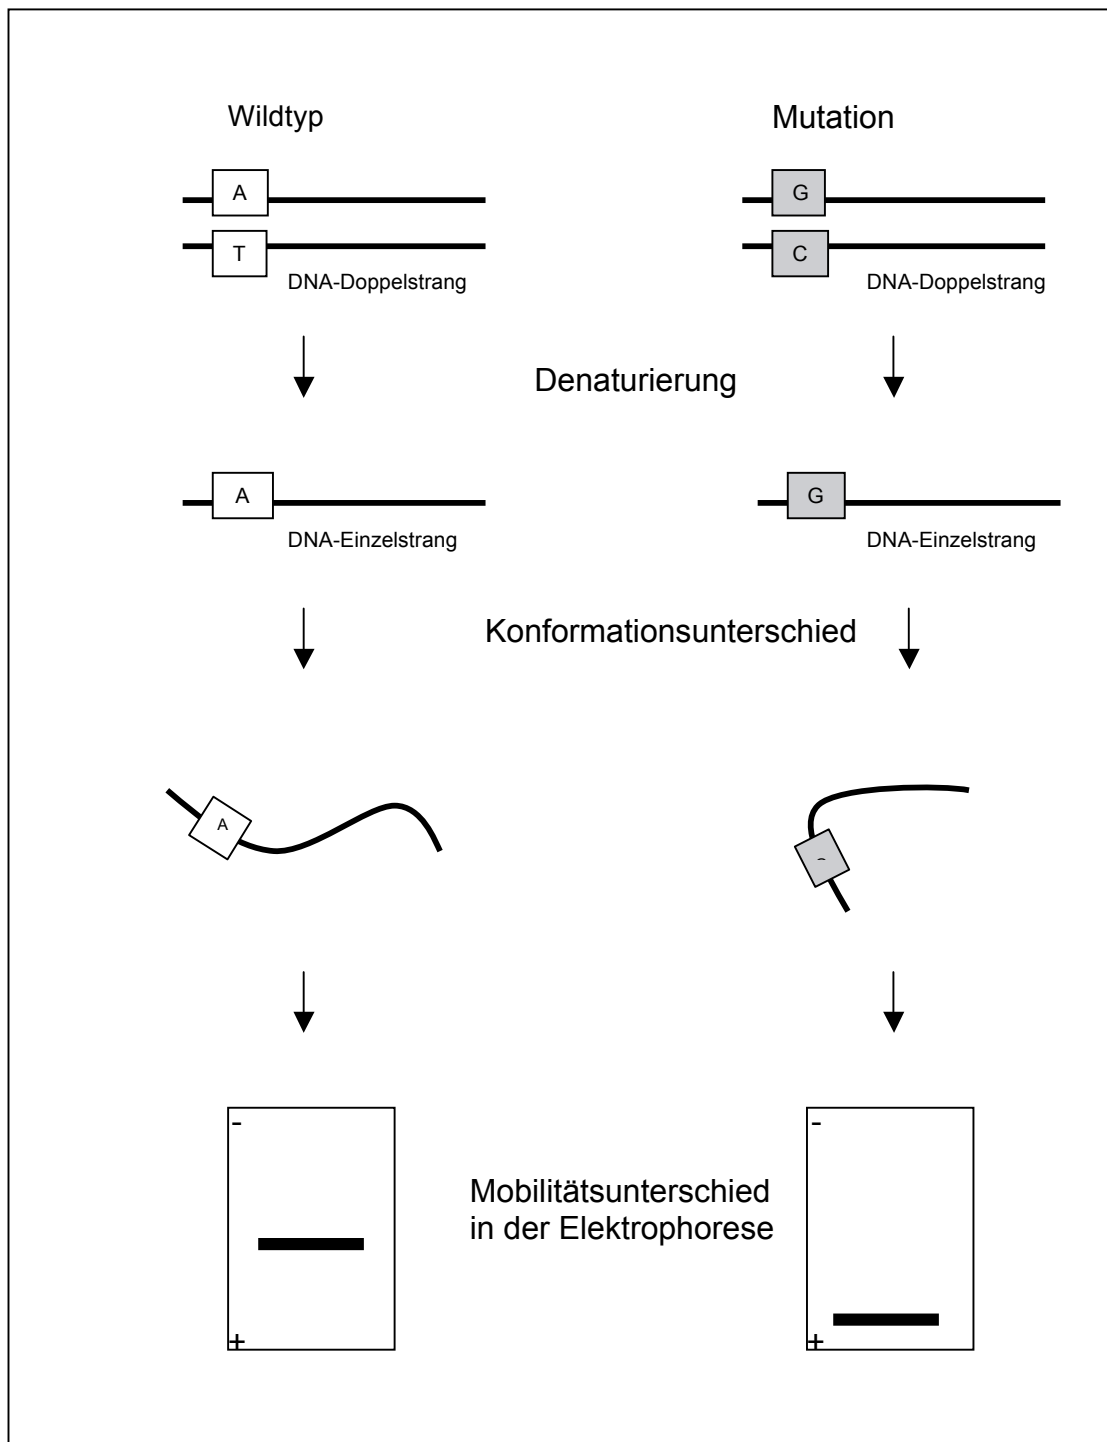 Wildtyp
Mutation
A
G
T
C
DNA-Doppelstrang
DNA-Doppelstrang
Denaturierung
A
G
DNA-Einzelstrang
DNA-Einzelstrang
Konformationsunterschied
A
-
-
Mobilitätsunterschied
in der Elektrophorese
+
+